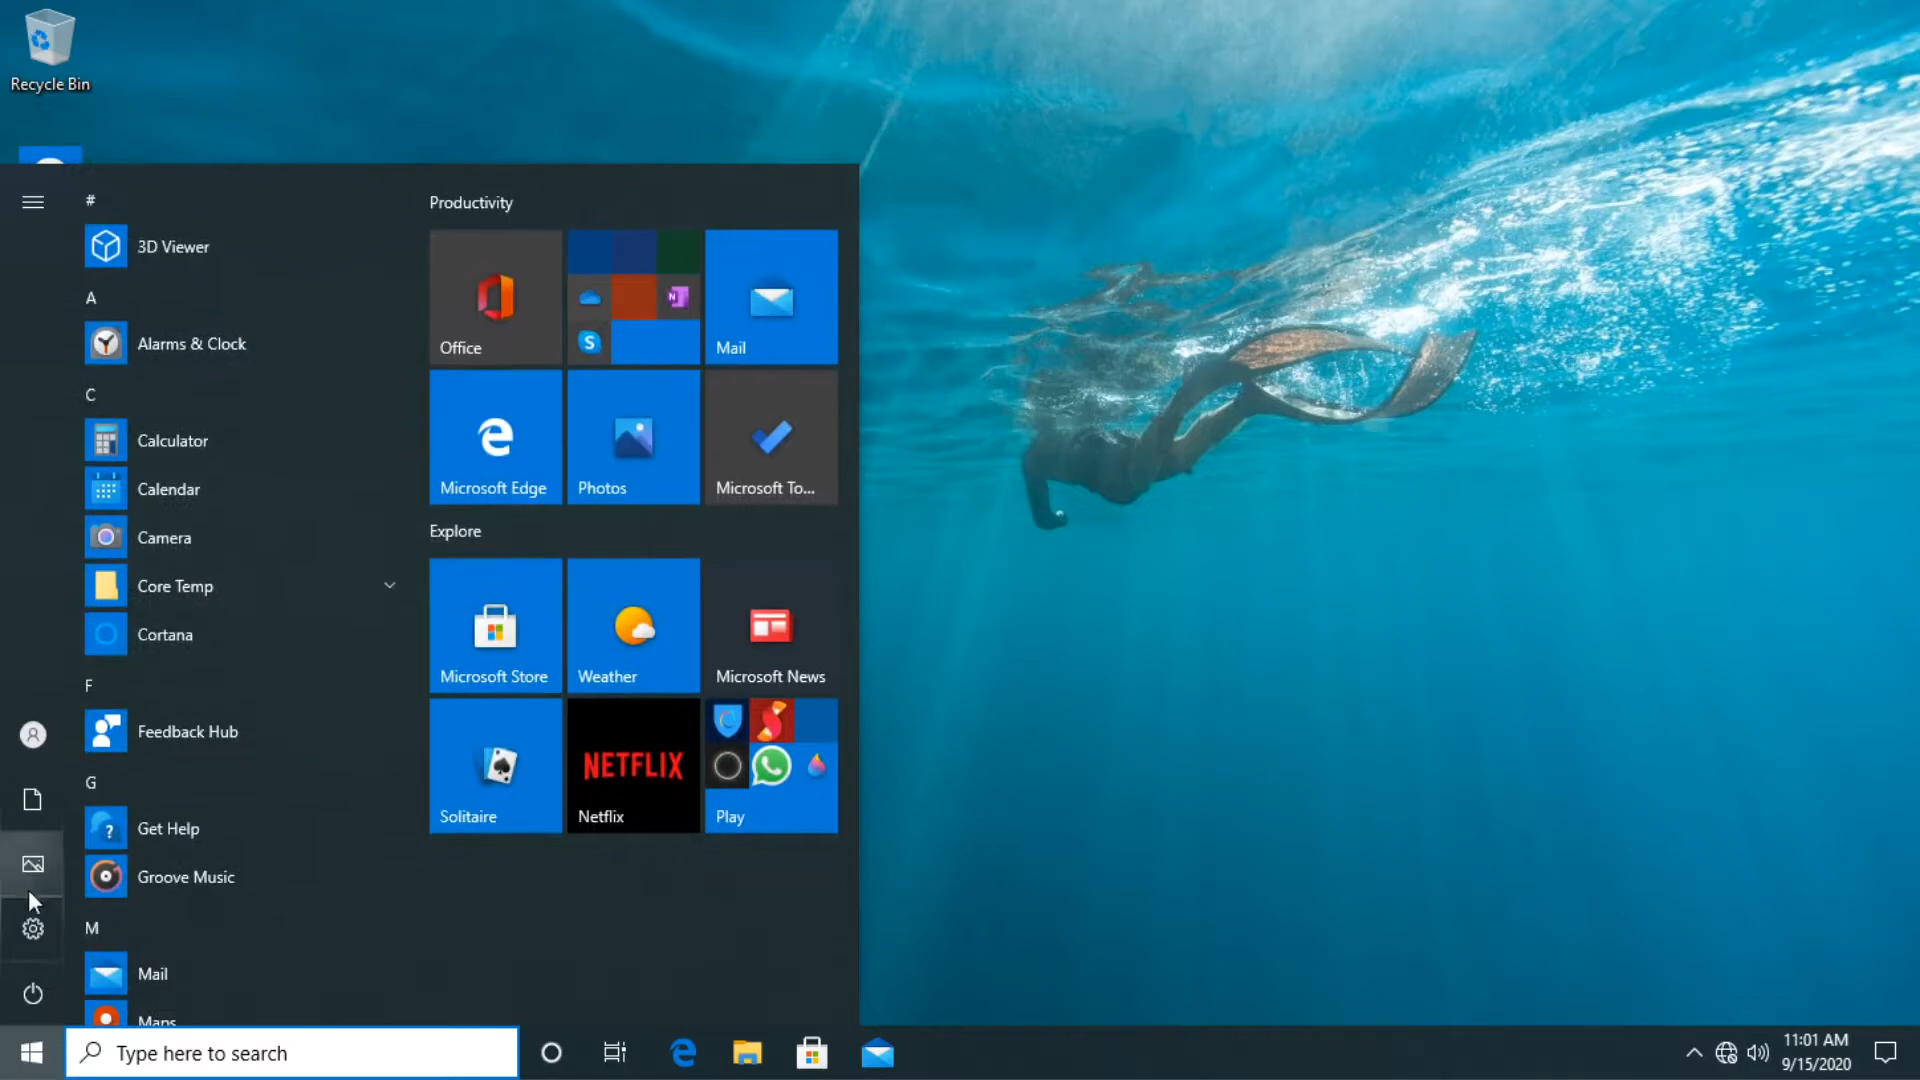 Recycle Bin
#
3D Viewer
A
Alarms & Clock
C
Calculator
Calendar
Camera
Core Temp
Cortana
F
Feedback Hub
G
Get Help
Groove Music
M
Mail
Maps
Productivity
Office
N
S
Mail
Microsoft Edge
Photos
Microsoft To...
Explore
Microsoft Store
Weather
Microsoft News
Solitaire
NETFLIX
Netflix
Play
Type here to search
11:01 AM
9/15/2020